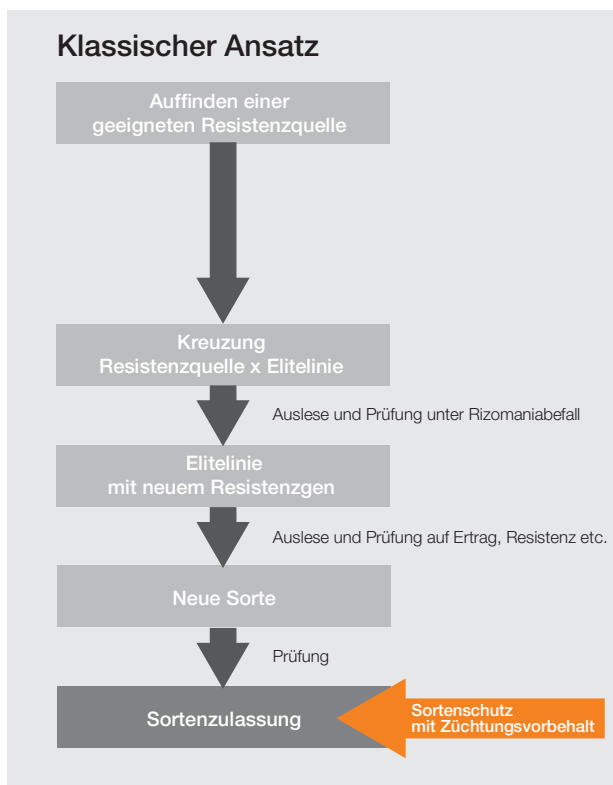 Klassischer Ansatz
Auffinden einer
geeigneten Resistenzquelle
Kreuzung
Resistenzquelle x Elitelinie
Auslese und Prüfung unter Rizomaniabefall
Elitelinie
mit neuem Resistenzgen
Auslese und Prüfung auf Ertrag, Resistenz etc.
Neue Sorte
Prüfung
Sortenzulassung
Sortenschutz
mit Züchtungsvorbehalt